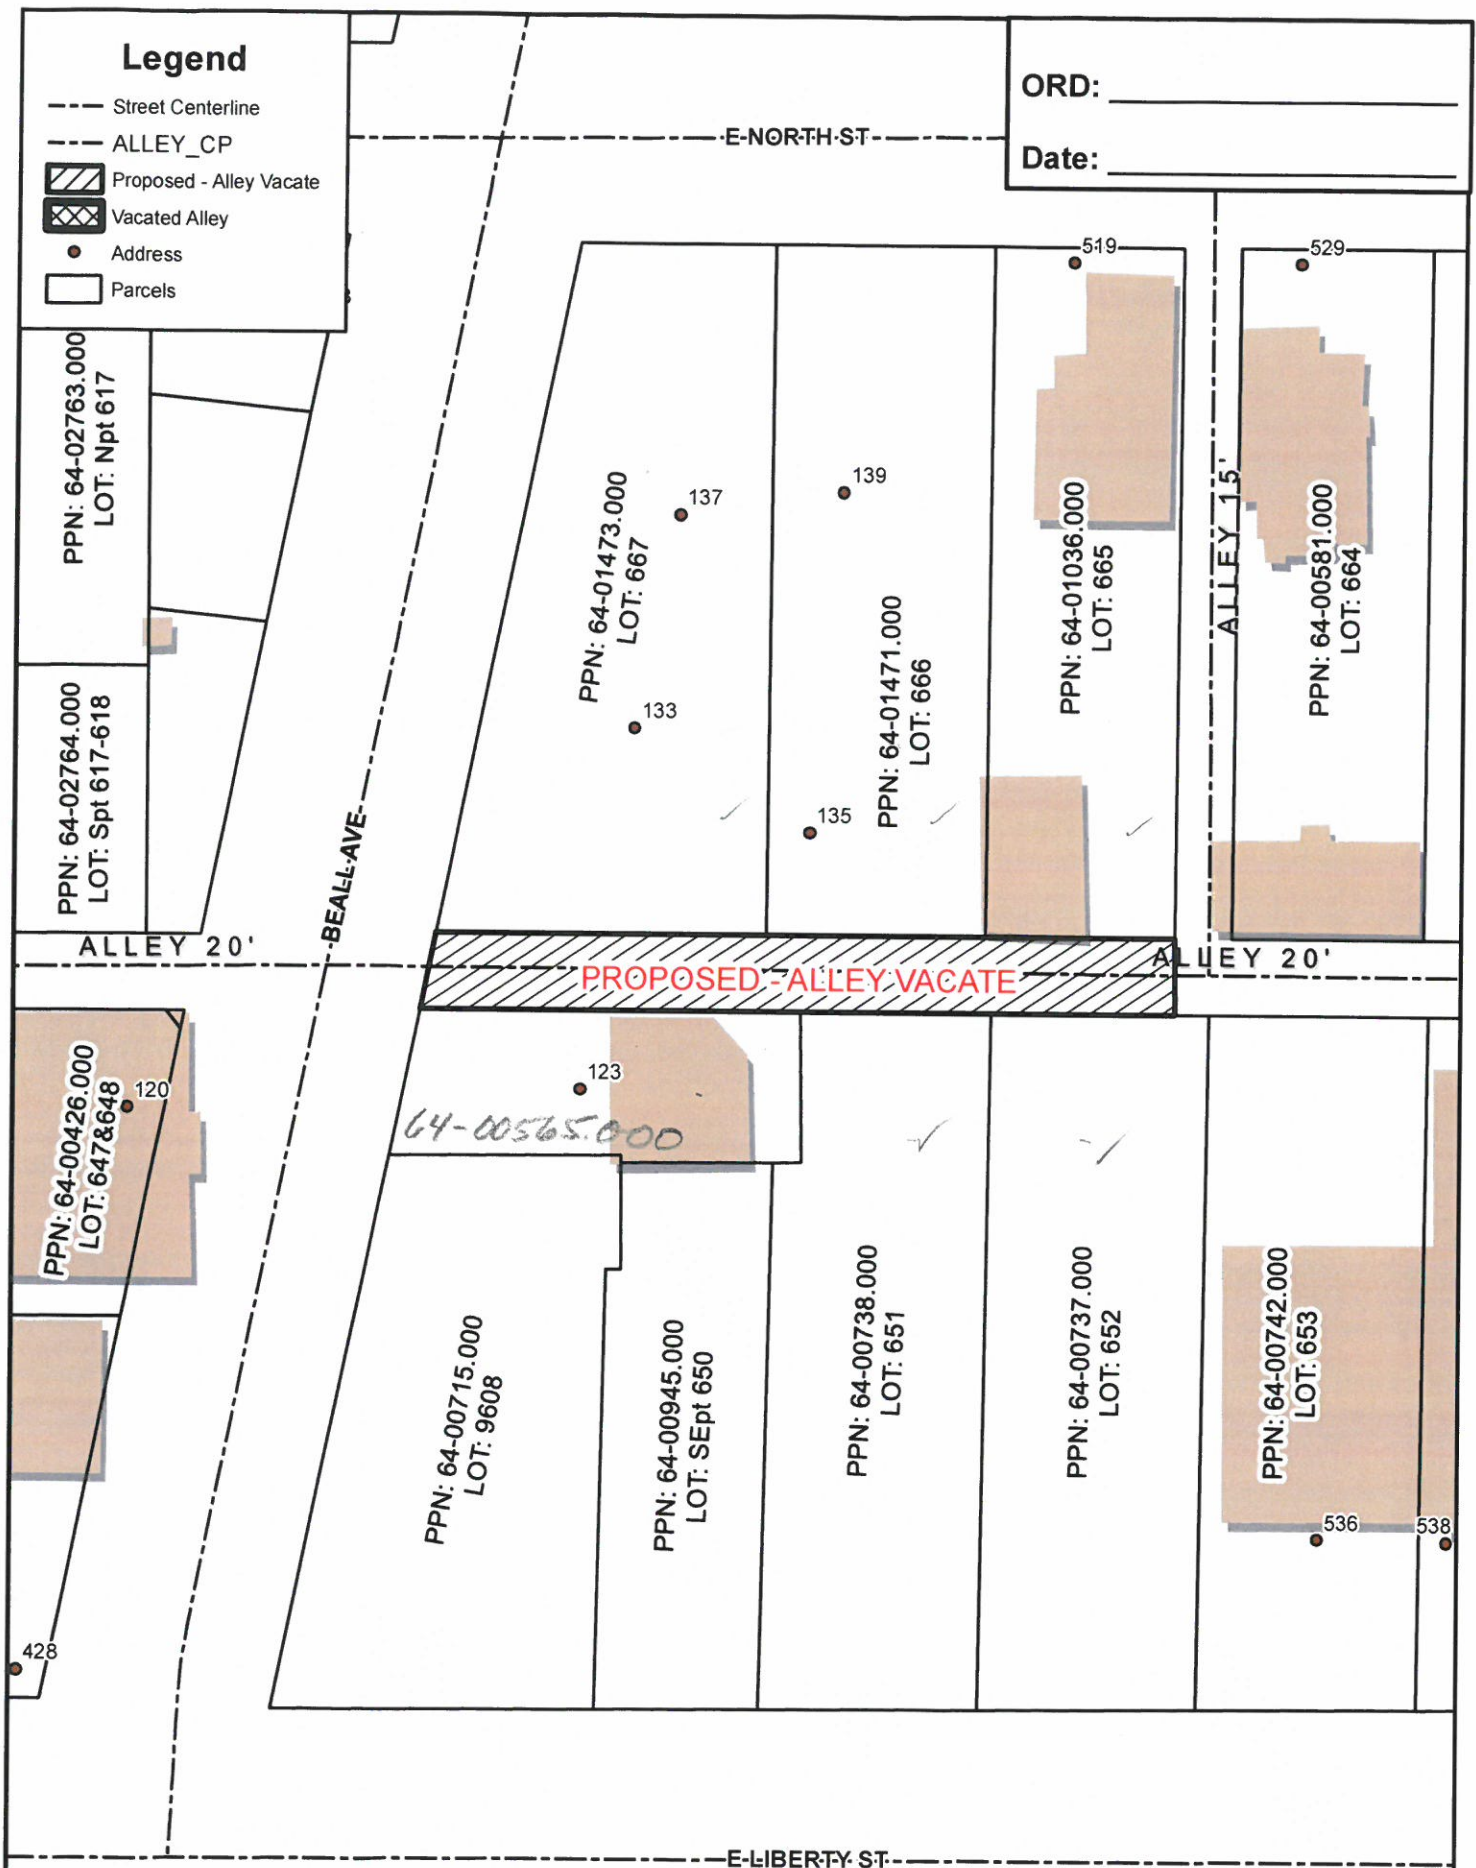 Legend
Street Centerline
ALLEY_CP
Proposed - Alley Vacate
Vacated Alley
Address
Parcels
ORD:
Date:
E NORTH ST
519
529
PPN: 64-02763.000
LOT: Npt 617
PPN: 64-02764.000
LOT: Spt 617-618
BEALL AVE
137
139
133
135
PPN: 64-01473.000
LOT: 667
PPN: 64-01471.000
LOT: 666
PPN: 64-01036.000
LOT: 665
ALLEY 15'
PPN: 64-00581.000
LOT: 664
ALLEY 20'
PROPOSED - ALLEY VACATE
ALLEY 20'
PPN: 64-00426.000
LOT: 647&648
120
123
64-00565.000
PPN: 64-00715.000
LOT: 9608
PPN: 64-00945.000
LOT: SEpt 650
PPN: 64-00738.000
LOT: 651
PPN: 64-00737.000
LOT: 652
PPN: 64-00742.000
LOT: 653
536
538
428
E LIBERTY ST